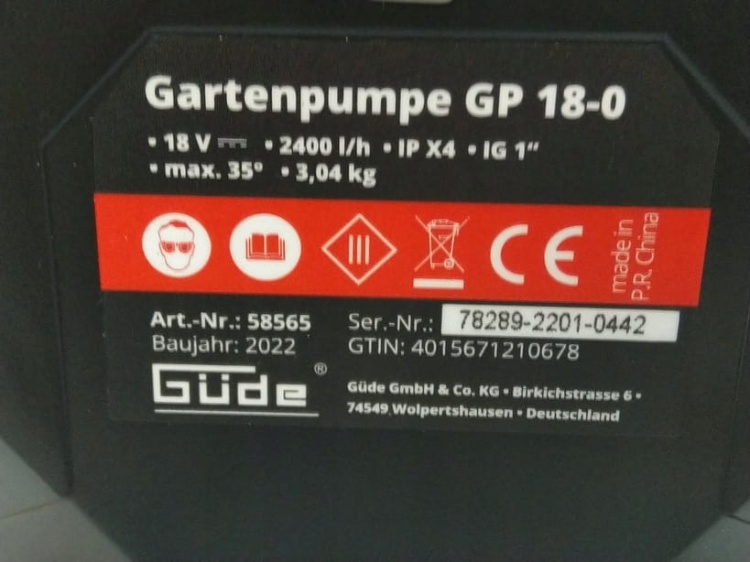 Gartenpumpe GP 18-0
• 18 V ⎓ • 2400 l/h • IP X4 • IG 1"
• max. 35° • 3,04 kg
III
CE
made in
P.R. China
Art.-Nr.: 58565
Ser.-Nr.: 78289-2201-0442
Baujahr: 2022
GTIN: 4015671210678
Güde®
Güde GmbH & Co. KG • Birkichstrasse 6 •
74549 Wolpertshausen • Deutschland